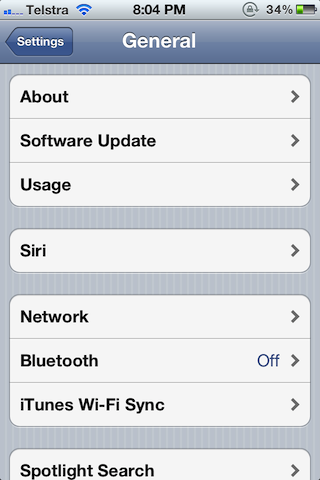 Telstra 8:04 PM 34%
Settings General
About
Software Update
Usage
Siri
Network
Bluetooth Off
iTunes Wi-Fi Sync
Spotlight Search